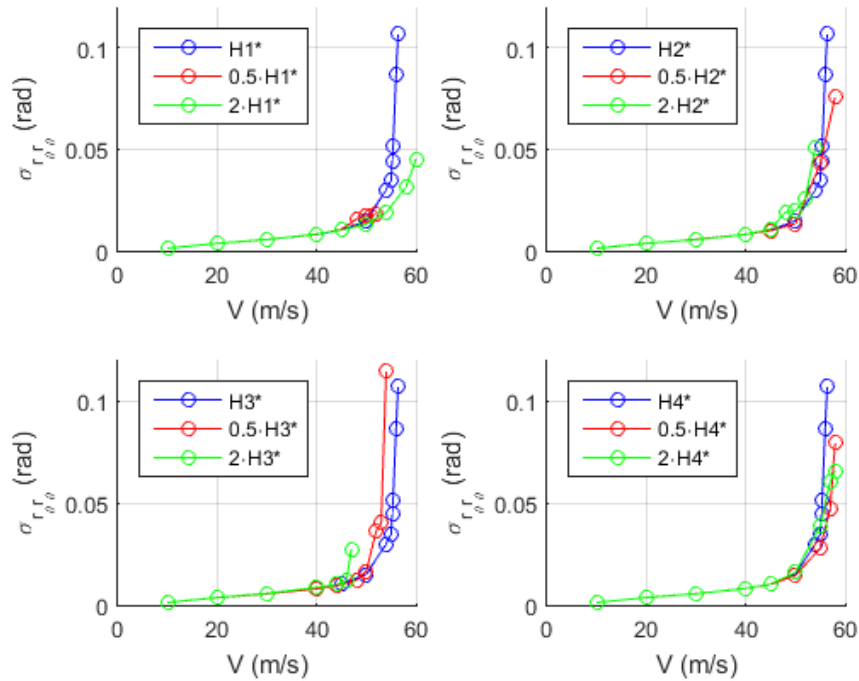 0.1
0.05
0
σ (rad)
H1*
0.5·H1*
2·H1*
0 20 40 60
V (m/s)
0.1
0.05
0
σ (rad)
H2*
0.5·H2*
2·H2*
0 20 40 60
V (m/s)
0.1
0.05
0
σ (rad)
H3*
0.5·H3*
2·H3*
0 20 40 60
V (m/s)
0.1
0.05
0
σ (rad)
H4*
0.5·H4*
2·H4*
0 20 40 60
V (m/s)